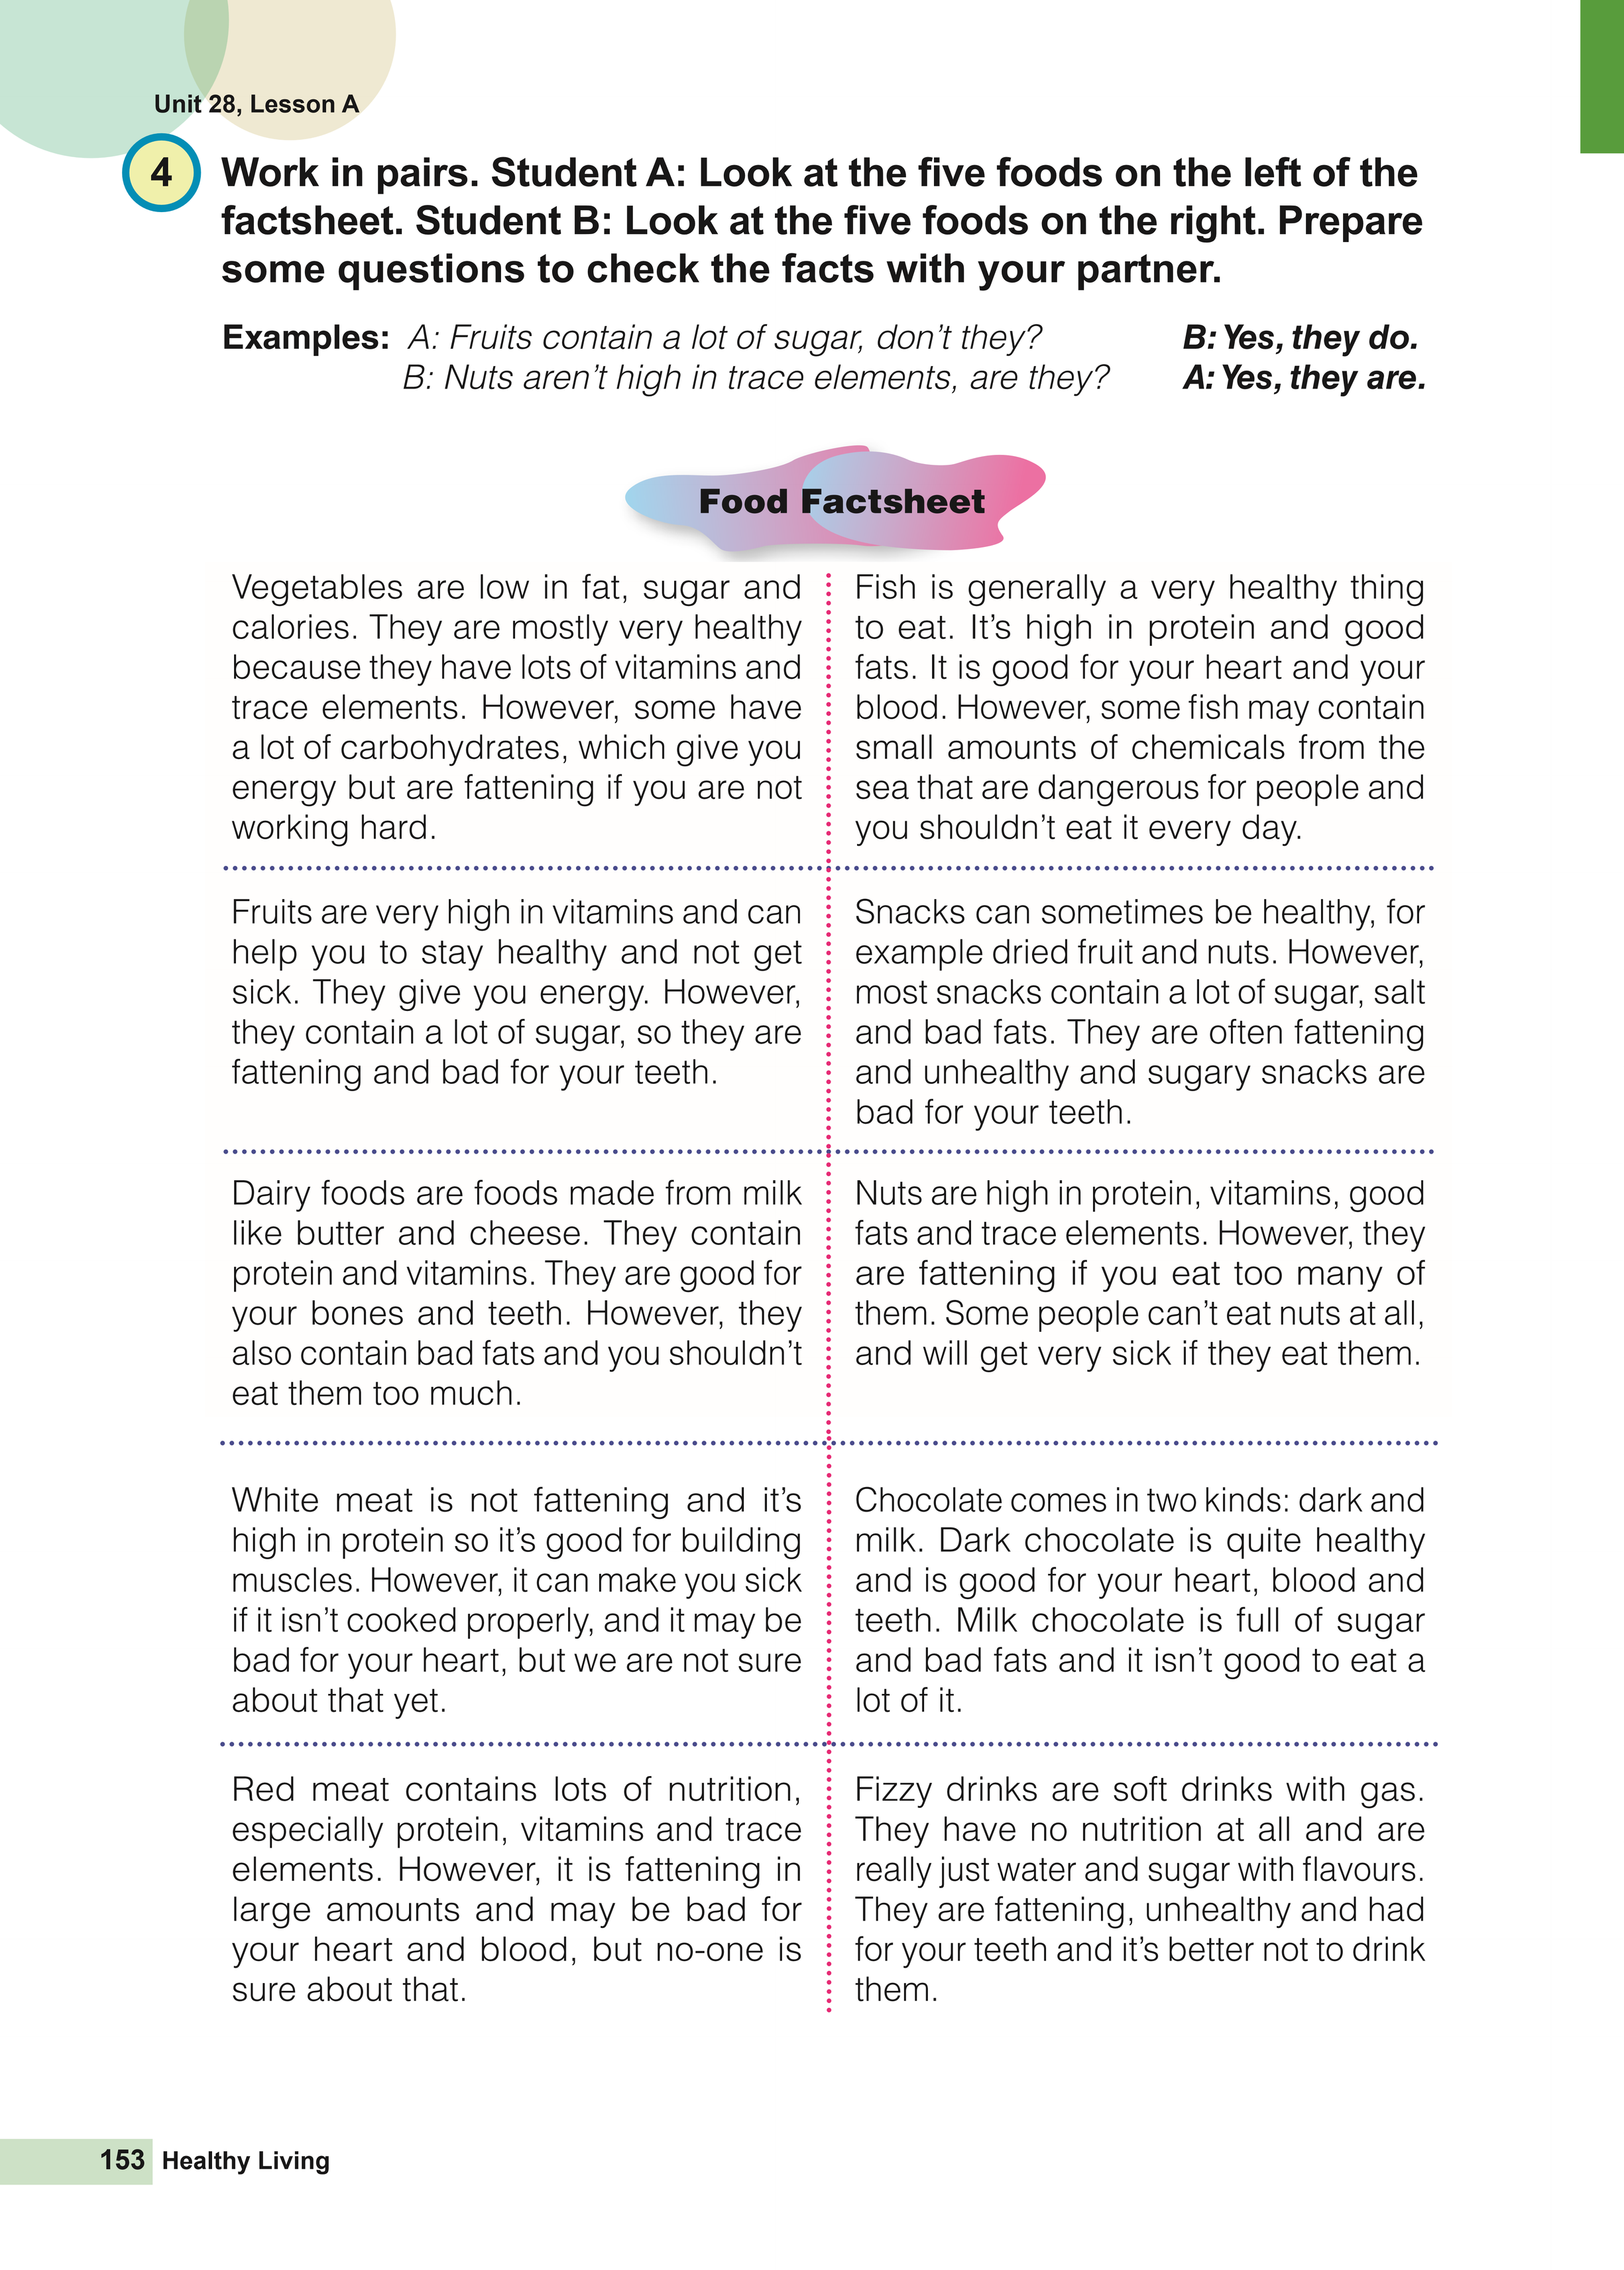 Unit 28, Lesson A
4
Work in pairs. Student A: Look at the five foods on the left of the
factsheet. Student B: Look at the five foods on the right. Prepare
some questions to check the facts with your partner.
Examples: A: Fruits contain a lot of sugar, don't they? B: Yes, they do.
B: Nuts aren't high in trace elements, are they? A: Yes, they are.
Food Factsheet
Vegetables are low in fat, sugar and
calories. They are mostly very healthy
because they have lots of vitamins and
trace elements. However, some have
a lot of carbohydrates, which give you
energy but are fattening if you are not
working hard.
Fish is generally a very healthy thing
to eat. It's high in protein and good
fats. It is good for your heart and your
blood. However, some fish may contain
small amounts of chemicals from the
sea that are dangerous for people and
you shouldn't eat it every day.
Fruits are very high in vitamins and can
help you to stay healthy and not get
sick. They give you energy. However,
they contain a lot of sugar, so they are
fattening and bad for your teeth.
Snacks can sometimes be healthy, for
example dried fruit and nuts. However,
most snacks contain a lot of sugar, salt
and bad fats. They are often fattening
and unhealthy and sugary snacks are
bad for your teeth.
Dairy foods are foods made from milk
like butter and cheese. They contain
protein and vitamins. They are good for
your bones and teeth. However, they
also contain bad fats and you shouldn't
eat them too much.
Nuts are high in protein, vitamins, good
fats and trace elements. However, they
are fattening if you eat too many of
them. Some people can't eat nuts at all,
and will get very sick if they eat them.
White meat is not fattening and it's
high in protein so it's good for building
muscles. However, it can make you sick
if it isn't cooked properly, and it may be
bad for your heart, but we are not sure
about that yet.
Chocolate comes in two kinds: dark and
milk. Dark chocolate is quite healthy
and is good for your heart, blood and
teeth. Milk chocolate is full of sugar
and bad fats and it isn't good to eat a
lot of it.
Red meat contains lots of nutrition,
especially protein, vitamins and trace
elements. However, it is fattening in
large amounts and may be bad for
your heart and blood, but no-one is
sure about that.
Fizzy drinks are soft drinks with gas.
They have no nutrition at all and are
really just water and sugar with flavours.
They are fattening, unhealthy and had
for your teeth and it's better not to drink
them.
153 Healthy Living